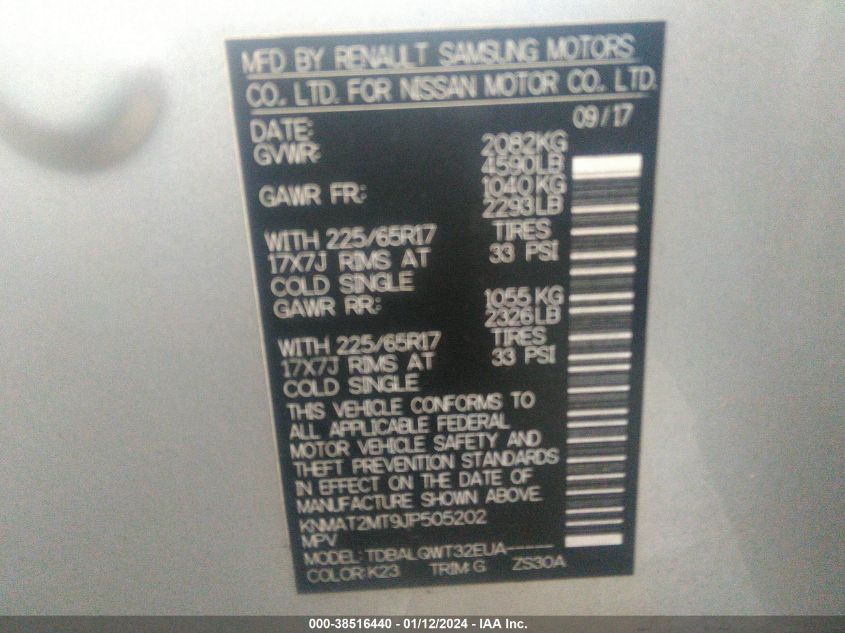 MFD BY RENAULT SAMSUNG MOTORS
CO. LTD. FOR NISSAN MOTOR CO. LTD.
DATE: 09/17
GVWR: 2082KG
4590LB
GAWR FR: 1040KG
2293LB
WITH 225/65R17 TIRES
17X7J RIMS AT 33 PSI
COLD SINGLE
GAWR RR: 1055KG
2326LB
WITH 225/65R17 TIRES
17X7J RIMS AT 33 PSI
COLD SINGLE
THIS VEHICLE CONFORMS TO
ALL APPLICABLE FEDERAL
MOTOR VEHICLE SAFETY AND
THEFT PREVENTION STANDARDS
IN EFFECT ON THE DATE OF
MANUFACTURE SHOWN ABOVE.
KNMAT2MT9JP505202
MPV
MODEL: TDBALQWT32EUA-----
COLOR:K23 TRIM:G ZS30A
000-38516440 - 01/12/2024 - IAA Inc.